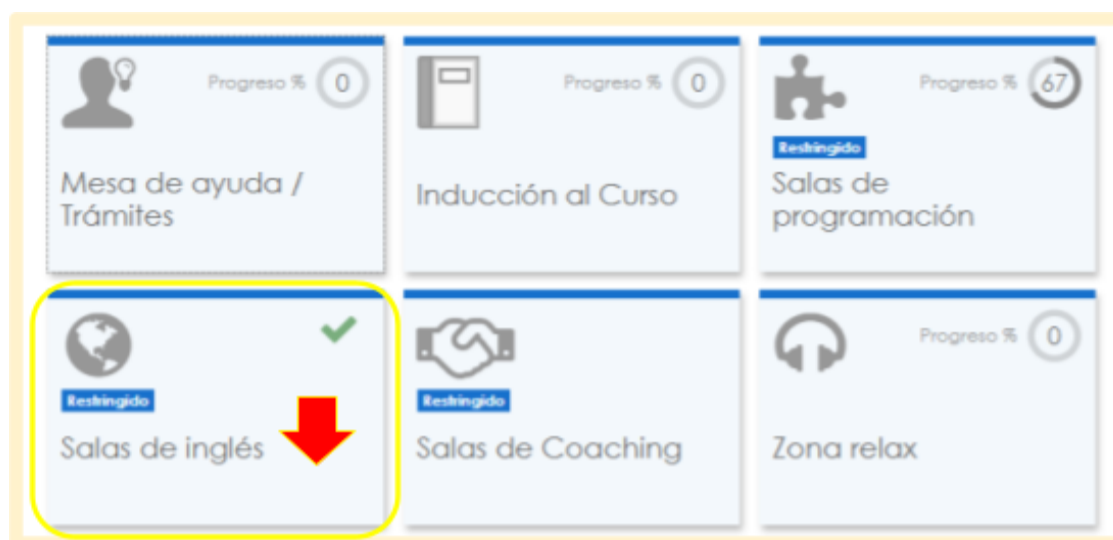 Progreso % 0
Progreso % 0
Progreso % 67
Restringido
Mesa de ayuda /
Trámites
Inducción al Curso
Salas de
programación
Progreso % 0
Restringido
Restringido
Salas de inglés
Salas de Coaching
Zona relax